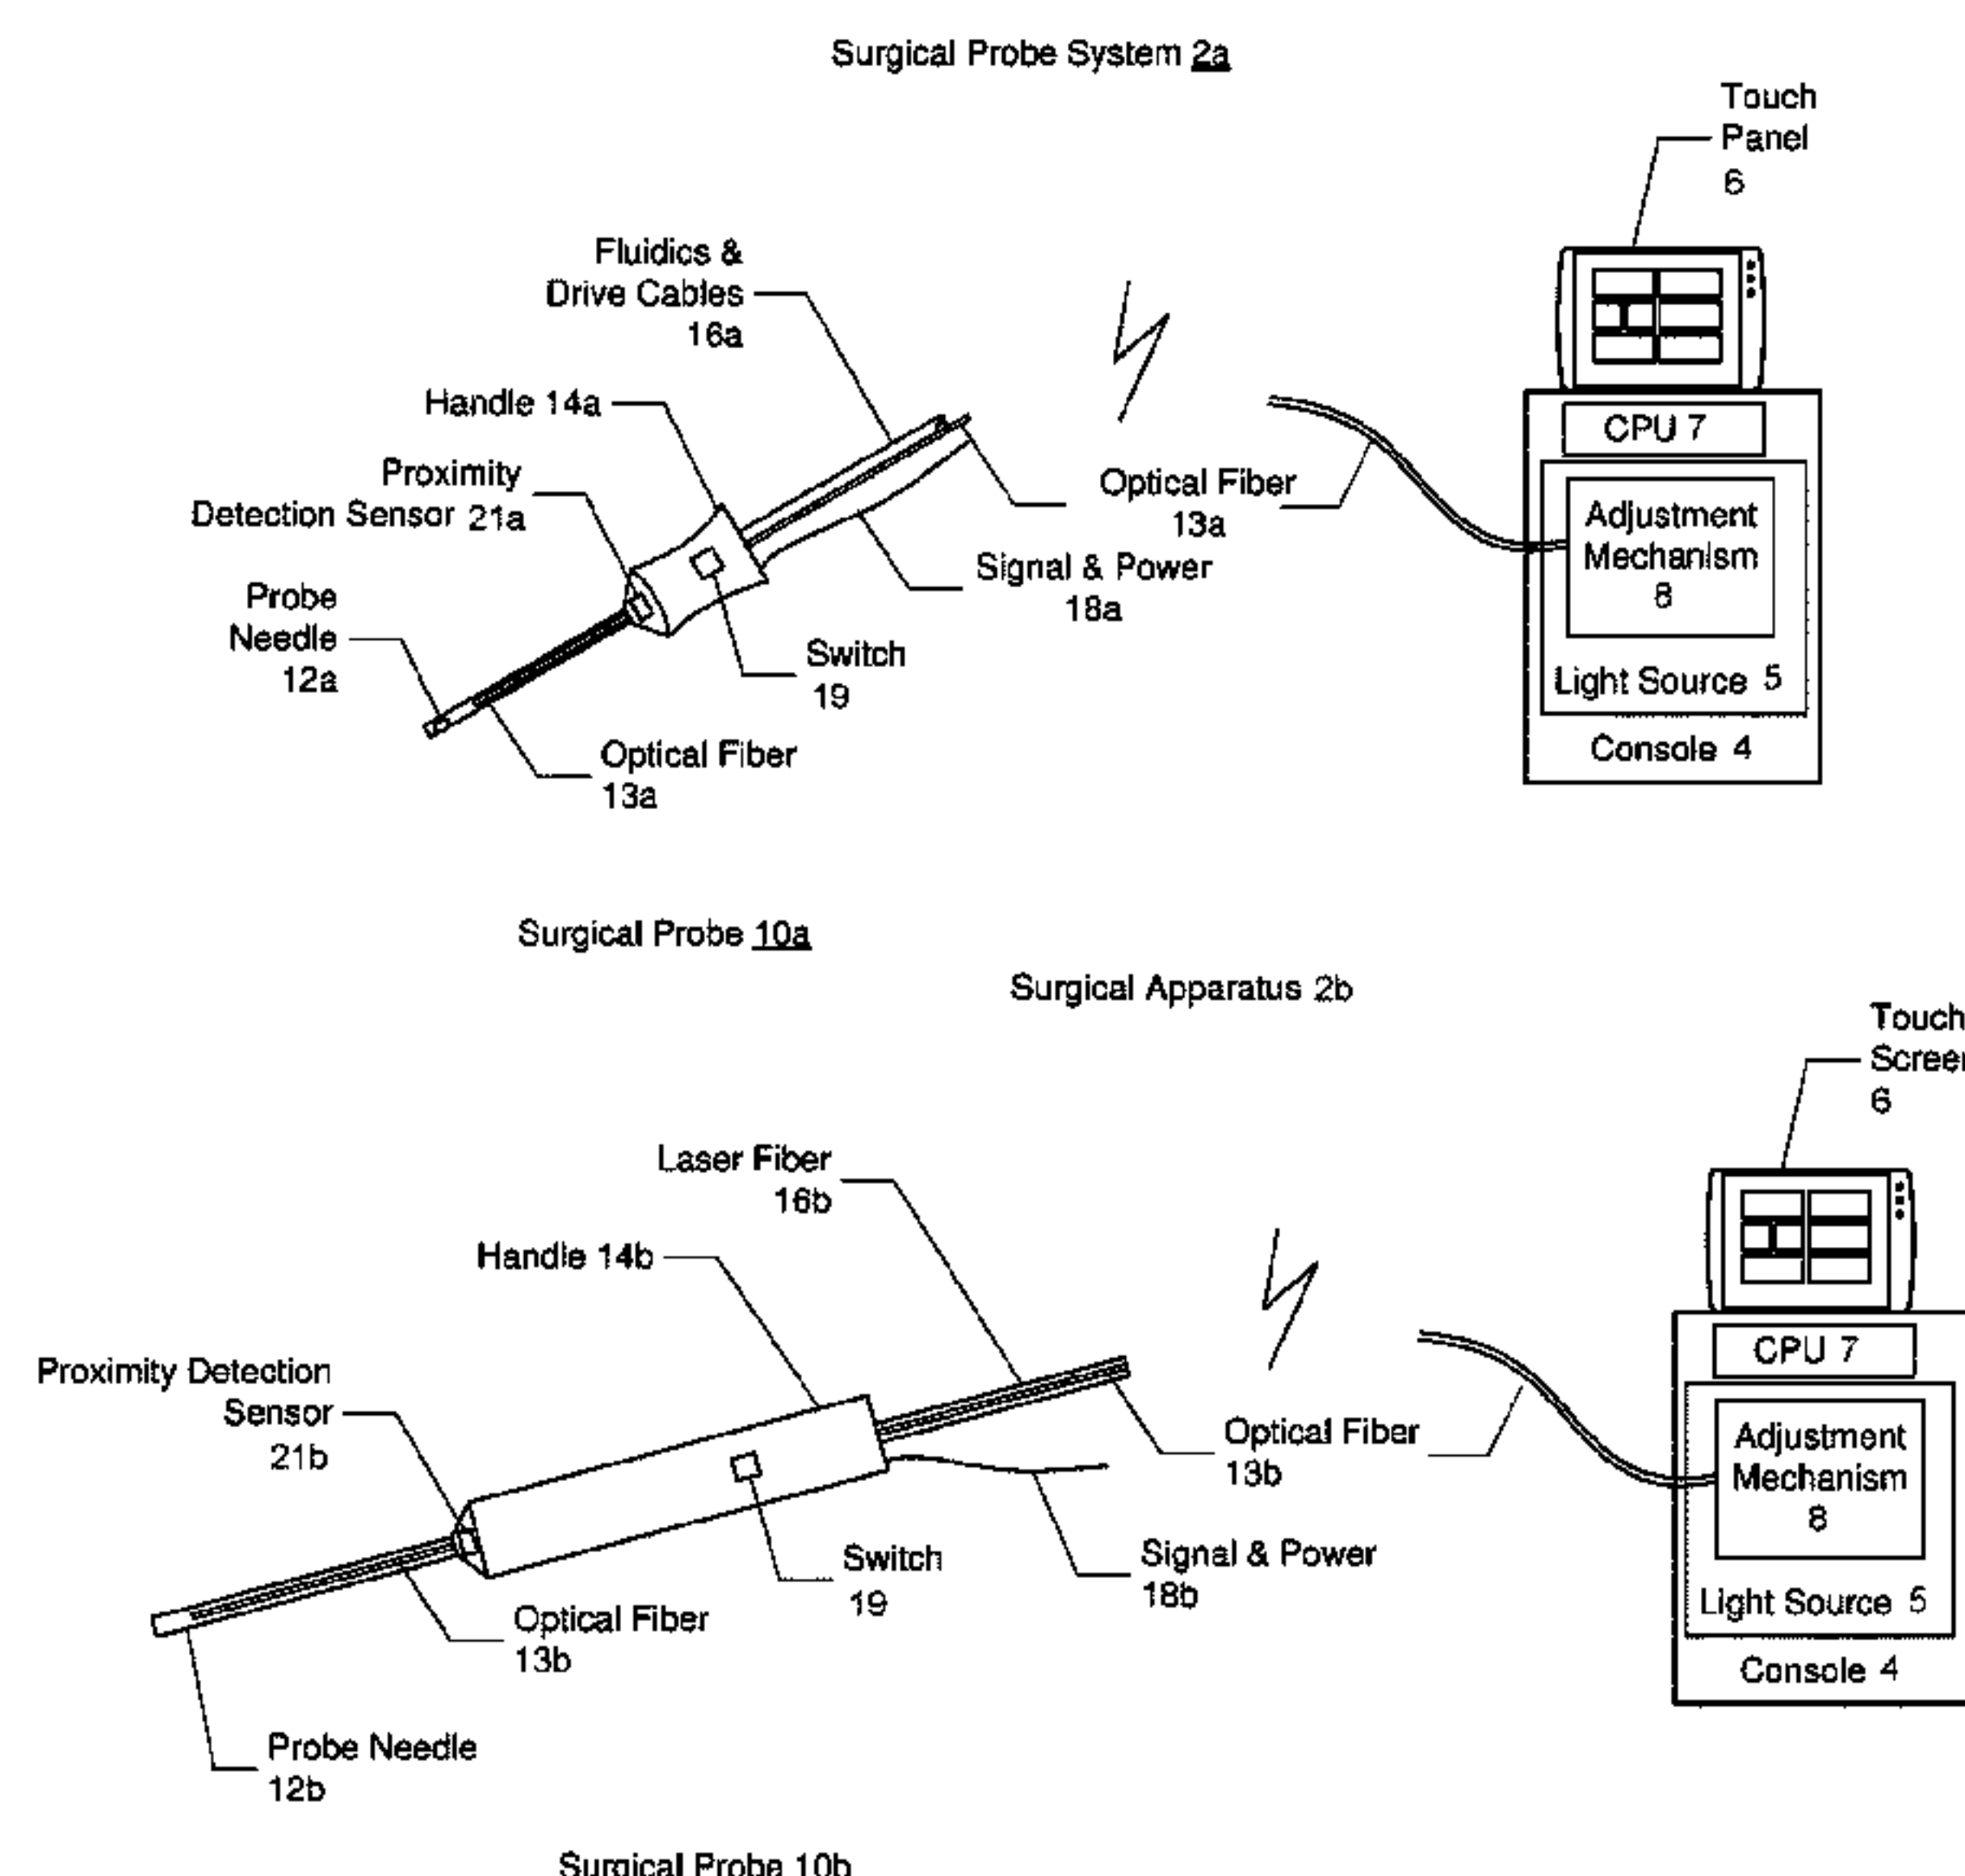 Surgical Probe System 2a
Touch
Panel
6
Fluidics &
Drive Cables
16a
Handle 14a
Proximity
Detection Sensor 21a
Probe
Needle
12a
Optical Fiber
13a
Signal & Power
18a
Switch
19
Optical Fiber
13a
CPU 7
Adjustment
Mechanism
8
Light Source 5
Console 4
Surgical Probe 10a
Surgical Apparatus 2b
Touch
Screen
6
Laser Fiber
16b
Handle 14b
Proximity Detection
Sensor
21b
Optical Fiber
13b
Signal & Power
18b
Switch
19
Optical Fiber
13b
Probe Needle
12b
CPU 7
Adjustment
Mechanism
8
Light Source 5
Console 4
Surgical Probe 10b